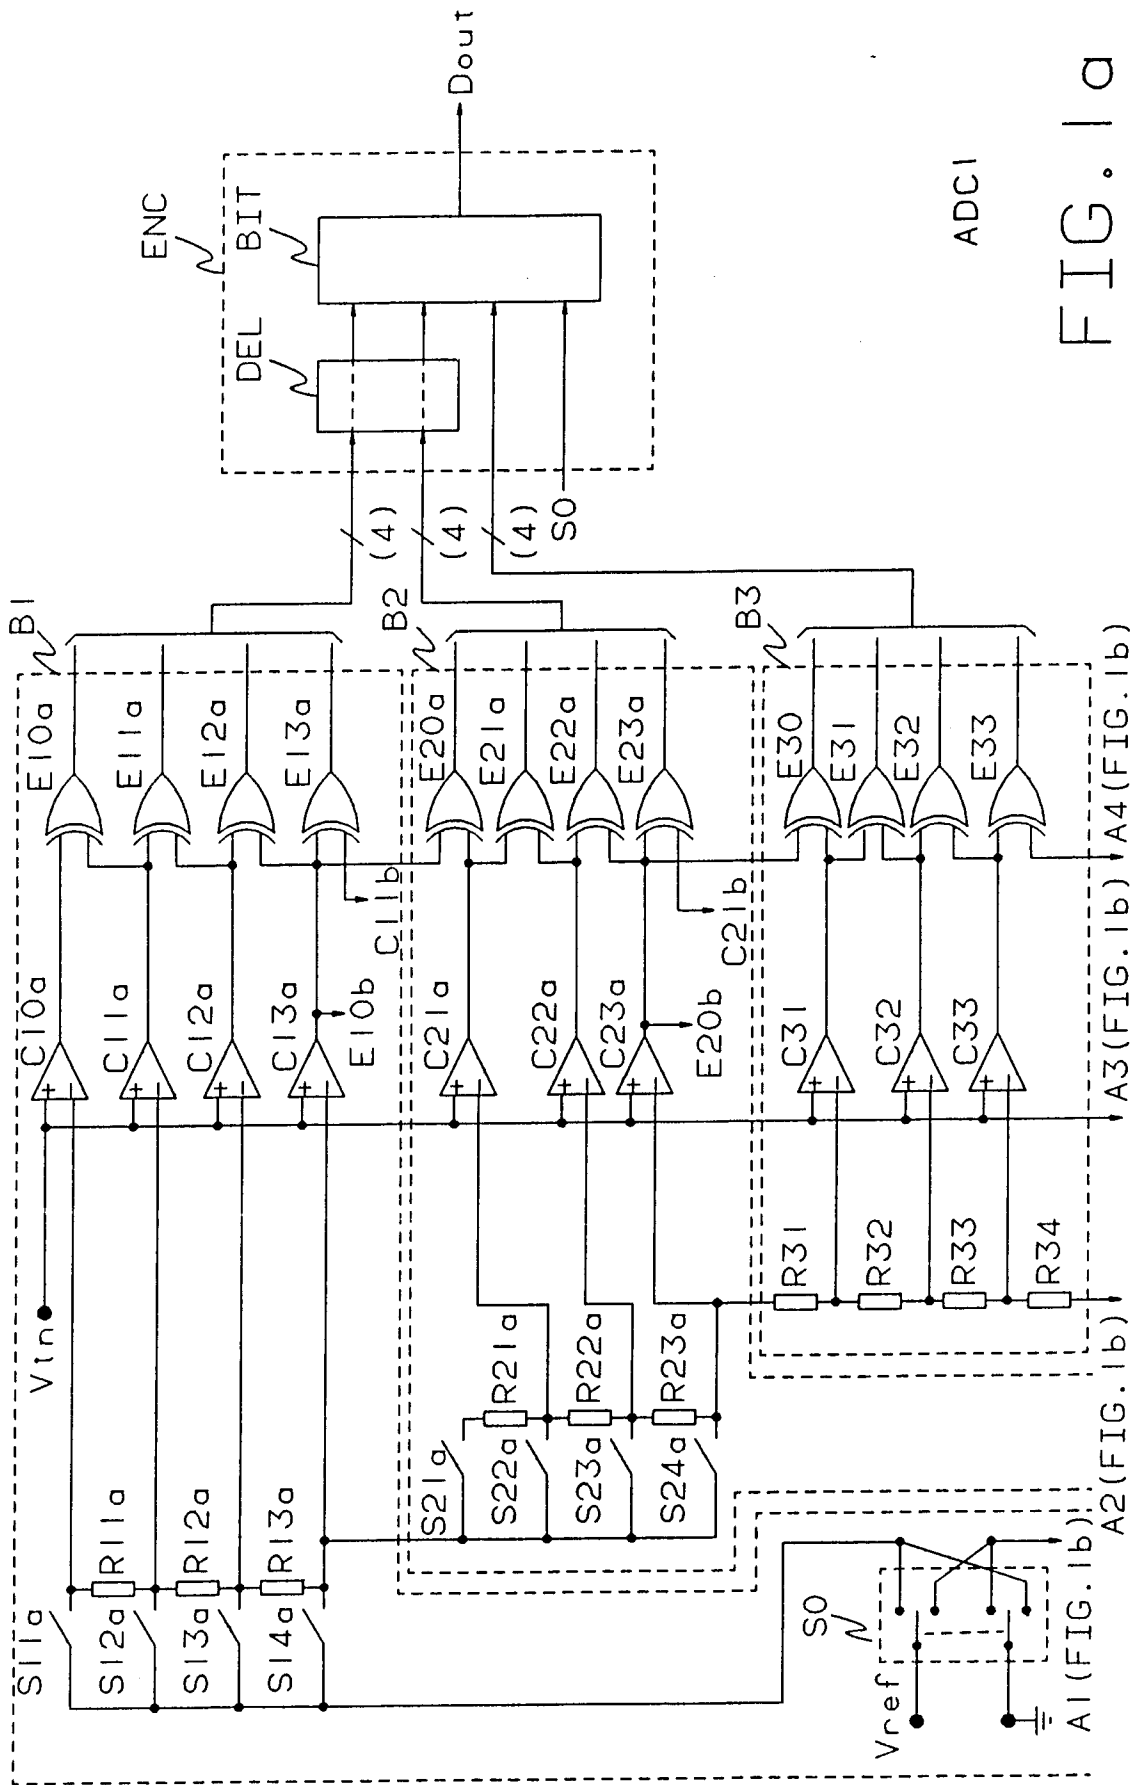 Vin
S11a
R11a
S12a
R12a
S13a
R13a
S14a
C10a
C11a
C12a
C13a
E10b
C11b
E10a
E11a
E12a
E13a
B1
S21a
R21a
S22a
R22a
S23a
R23a
S24a
C21a
C22a
C23a
E20b
C21b
E20a
E21a
E22a
E23a
B2
R31
R32
R33
R34
C31
C32
C33
E30
E31
E32
E33
B3
Vref
S0
A1(FIG.1b)
A2(FIG.1b)
A3(FIG.1b)
A4(FIG.1b)
(4)
(4)
(4)
S0
ENC
DEL
BIT
Dout
ADC1
FIG.1a